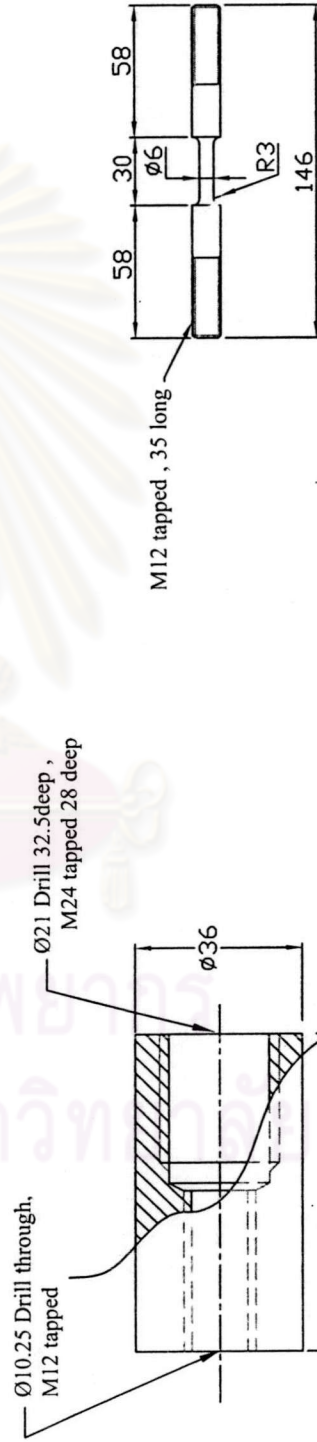 Ø10.25 Drill through,
M12 tapped
Ø21 Drill 32.5deep ,
M24 tapped 28 deep
ø36
M12 tapped , 35 long
58
30
58
ø6
R3
146